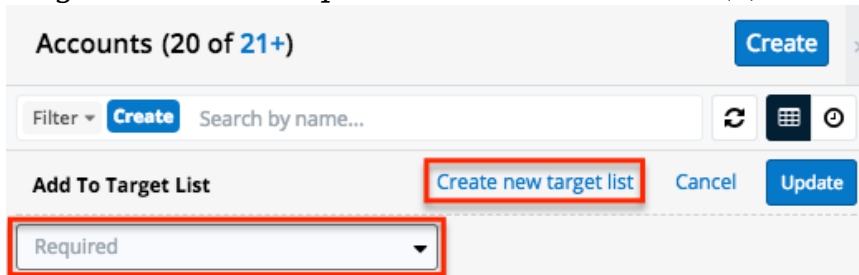 Accounts (20 of 21+) Create
Filter Create Search by name...
Add To Target List Create new target list Cancel Update
Required